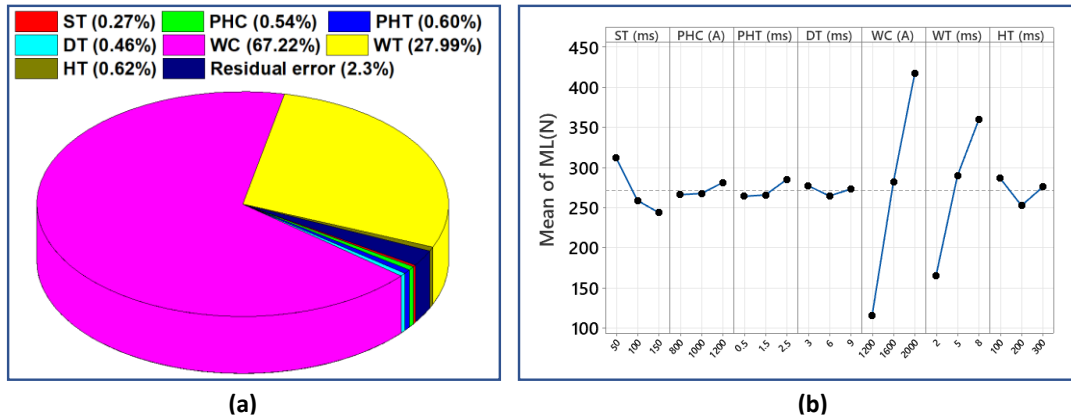 ST (0.27%) PHC (0.54%) PHT (0.60%)
DT (0.46%) WC (67.22%) WT (27.99%)
HT (0.62%) Residual error (2.3%)
(a)
ST (ms) PHC (A) PHT (ms) DT (ms) WC (A) WT (ms) HT (ms)
Mean of ML(N)
450
400
350
300
250
200
150
100
50 100 150 800 1000 1200 0.5 1.5 2.5 3 6 9 1200 1600 2000 2 5 8 100 200 300
(b)